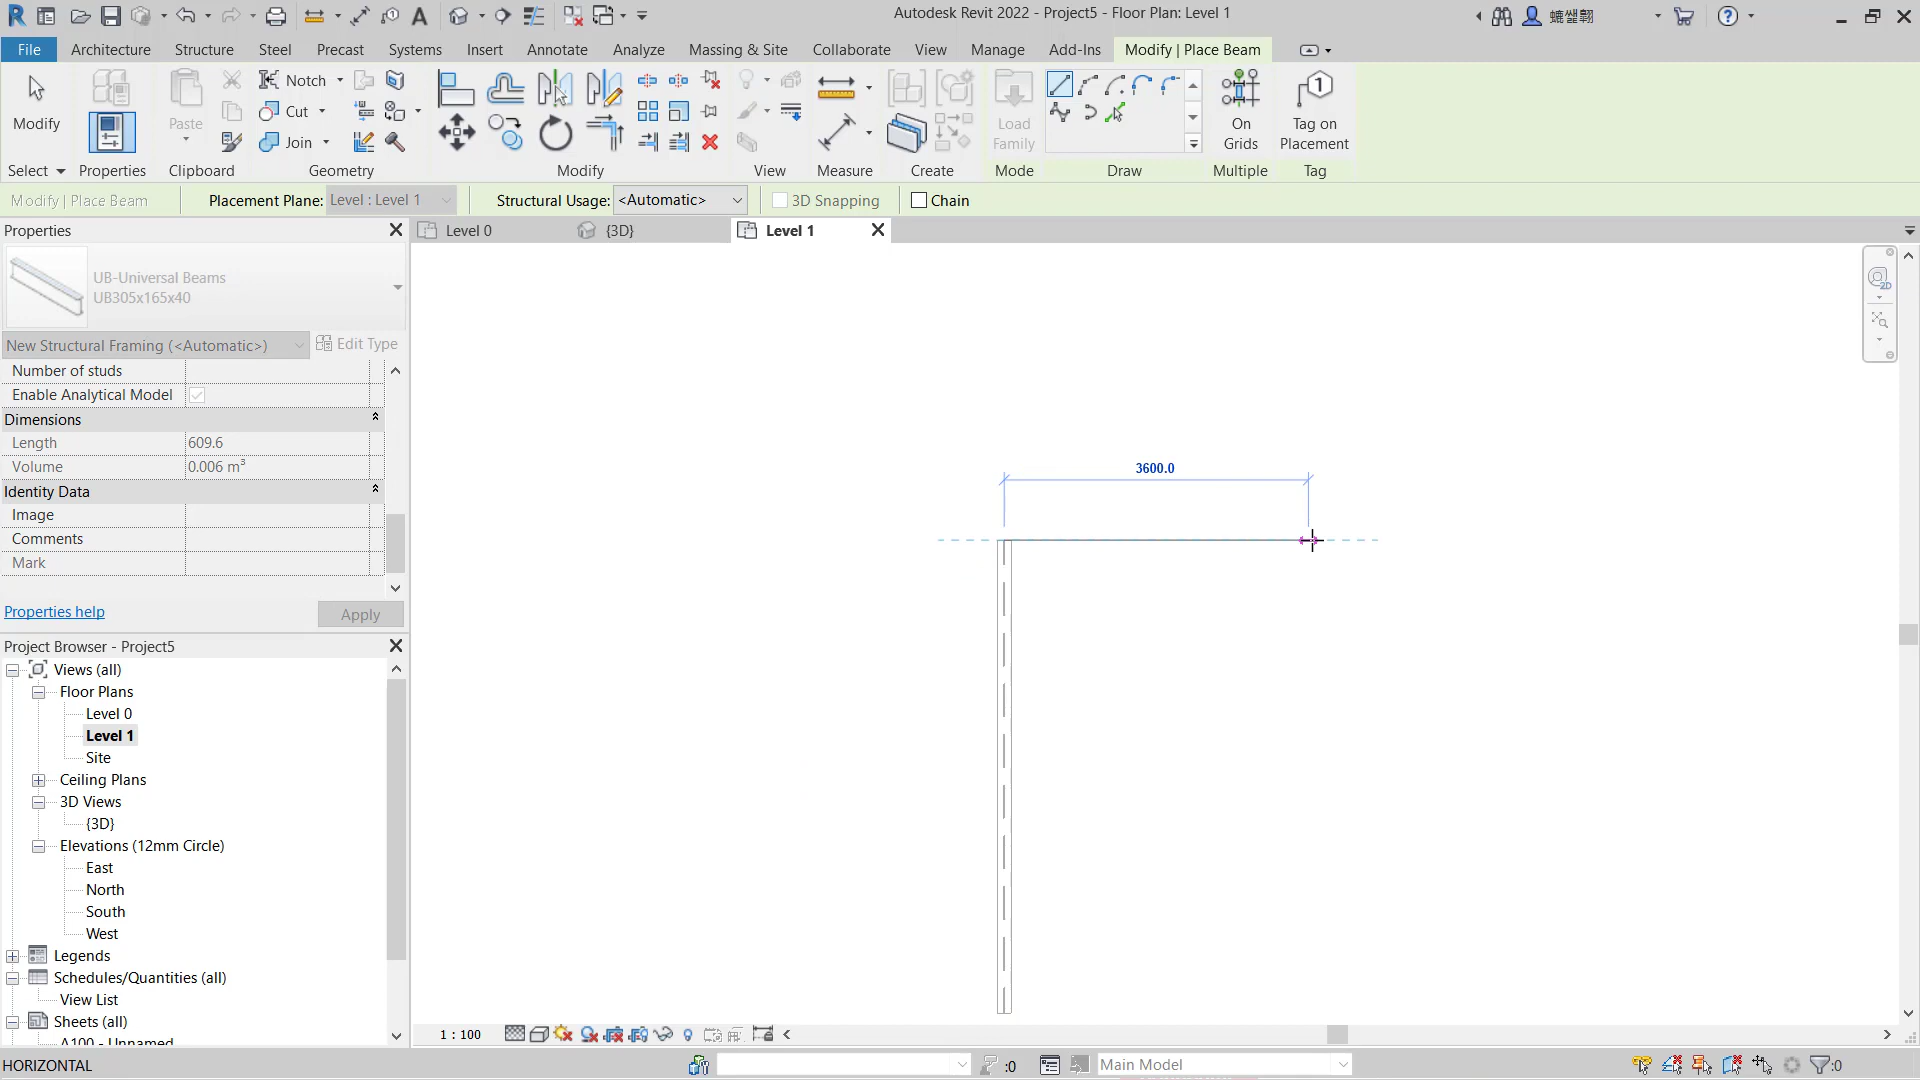 Autodesk Revit 2022 - Project5 - Floor Plan: Level 1
螰쌜翺
File
Architecture
Structure
Steel
Precast
Systems
Insert
Annotate
Analyze
Massing & Site
Collaborate
View
Manage
Add-Ins
Modify | Place Beam
Modify
Paste
Notch
Cut
Join
Load Family
On Grids
Tag on Placement
Select
Properties
Clipboard
Geometry
Modify
View
Measure
Create
Mode
Draw
Multiple
Tag
Modify | Place Beam
Placement Plane: Level : Level 1
Structural Usage: <Automatic>
3D Snapping
Chain
Properties
Level 0
{3D}
Level 1
UB-Universal Beams
UB305x165x40
New Structural Framing (<Automatic>)
Edit Type
Number of studs
Enable Analytical Model
Dimensions
Length 609.6
Volume 0.006 m³
Identity Data
Image
Comments
Mark
Properties help
Apply
Project Browser - Project5
Views (all)
Floor Plans
Level 0
Level 1
Site
Ceiling Plans
3D Views
{3D}
Elevations (12mm Circle)
East
North
South
West
Legends
Schedules/Quantities (all)
View List
Sheets (all)
A100 - Unnamed
3600.0
2D
1 : 100
HORIZONTAL
:0
Main Model
:0